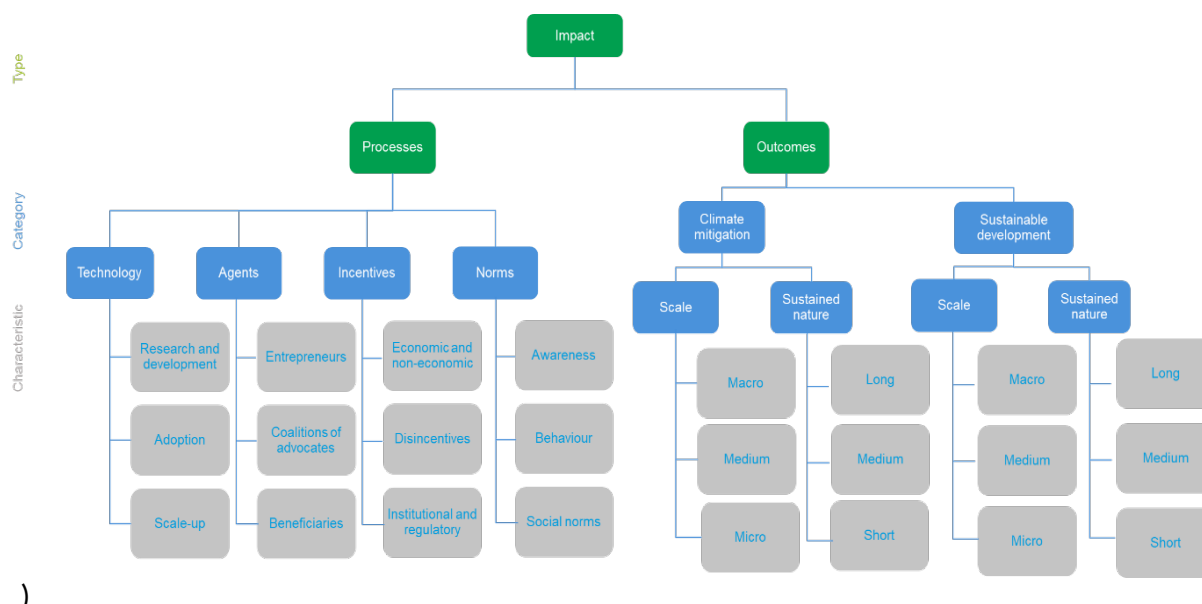 Impact
Type
Processes
Outcomes
Category
Climate
mitigation
Sustainable
development
Technology
Agents
Incentives
Norms
Scale
Sustained
nature
Scale
Sustained
nature
Characteristic
Research and
development
Entrepreneurs
Economic and
non-economic
Awareness
Macro
Long
Macro
Long
Adoption
Coalitions of
advocates
Disincentives
Behaviour
Medium
Medium
Medium
Medium
Scale-up
Beneficiaries
Institutional and
regulatory
Social norms
Micro
Short
Micro
Short
)